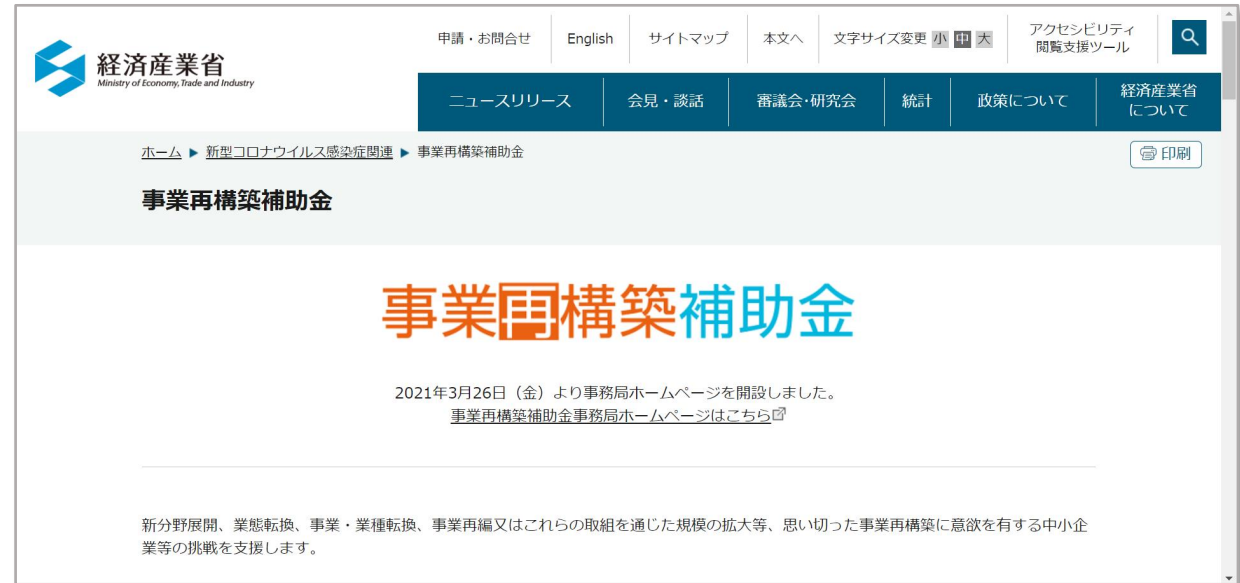 経済産業省
Ministry of Economy, Trade and Industry
申請・お問合せ
English
サイトマップ
本文へ
文字サイズ変更 小 中 大
アクセシビリティ
閲覧支援ツール
ニュースリリース
会見・談話
審議会・研究会
統計
政策について
経済産業省
について
ホーム ▶ 新型コロナウイルス感染症関連 ▶ 事業再構築補助金
印刷
事業再構築補助金
事業再構築補助金
2021年3月26日（金）より事務局ホームページを開設しました。
事業再構築補助金事務局ホームページはこちら
新分野展開、業態転換、事業・業種転換、事業再編又はこれらの取組を通じた規模の拡大等、思い切った事業再構築に意欲を有する中小企
業等の挑戦を支援します。